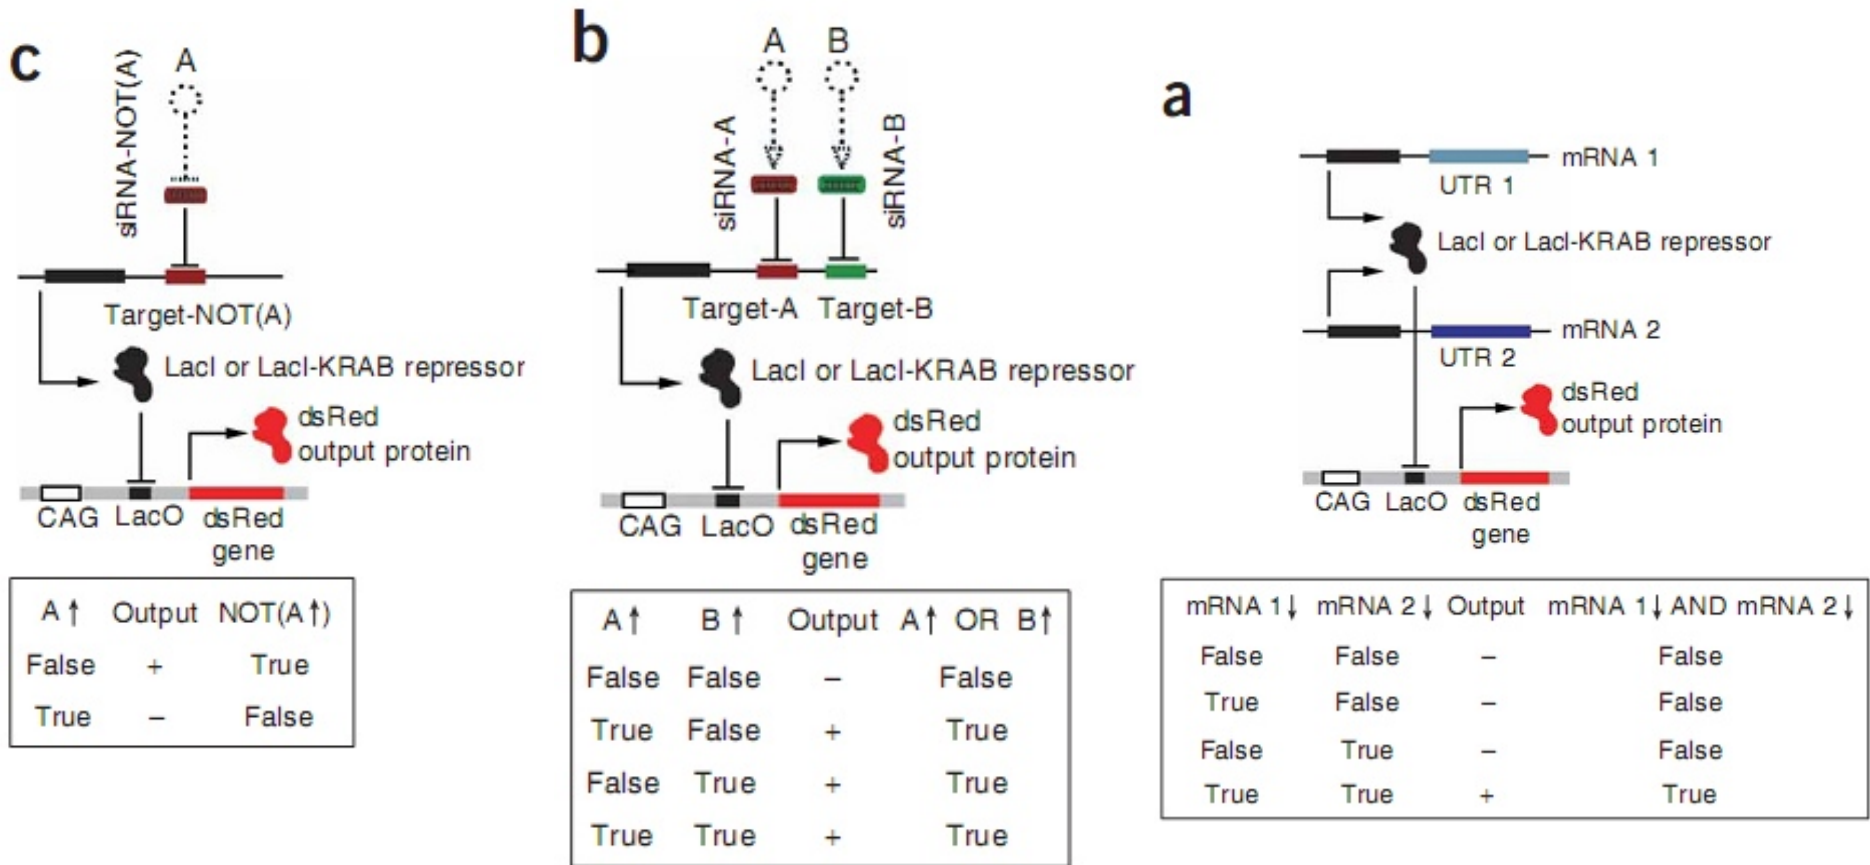 c
A
siRNA-NOT(A)
Target-NOT(A)
LacI or LacI-KRAB repressor
dsRed
output protein
CAG LacO dsRed
gene
A↑ Output NOT(A↑)
False + True
True – False
b
A B
siRNA-A
siRNA-B
Target-A Target-B
LacI or LacI-KRAB repressor
dsRed
output protein
CAG LacO dsRed
gene
A↑ B↑ Output A↑ OR B↑
False False – False
True False + True
False True + True
True True + True
a
mRNA 1
UTR 1
LacI or LacI-KRAB repressor
mRNA 2
UTR 2
dsRed
output protein
CAG LacO dsRed
gene
mRNA 1↓ mRNA 2↓ Output mRNA 1↓ AND mRNA 2↓
False False – False
True False – False
False True – False
True True + True